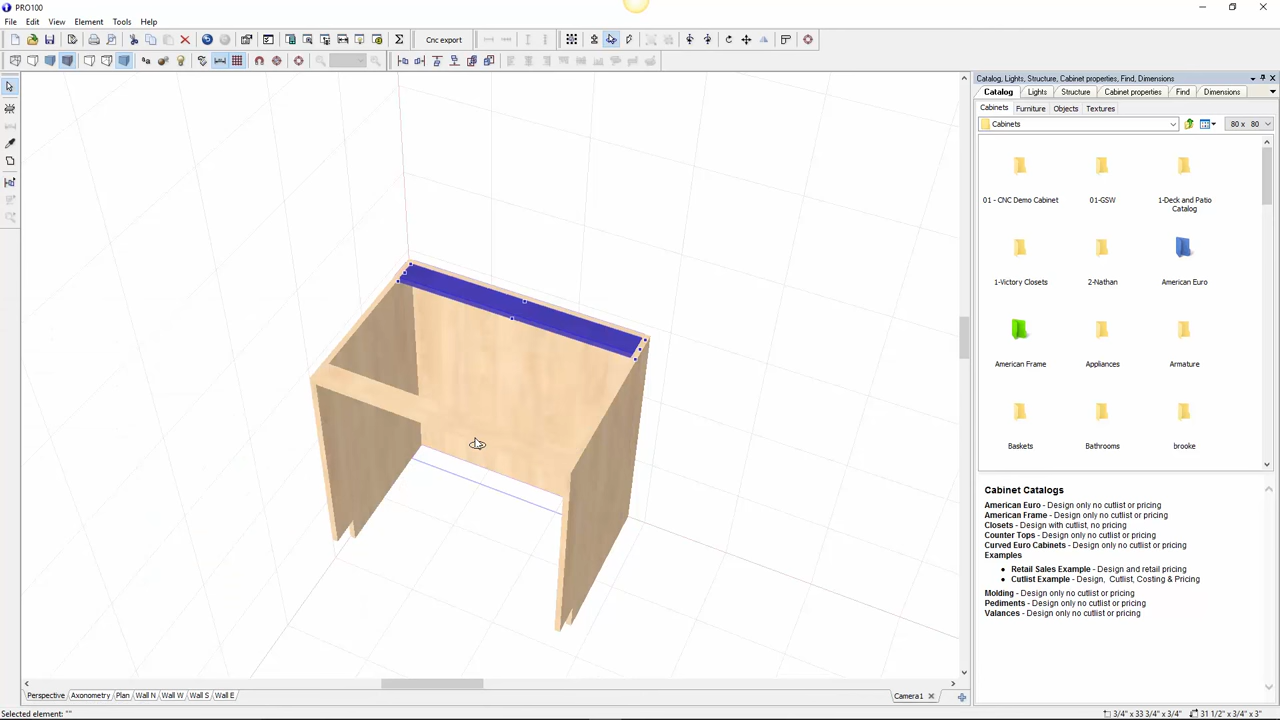 PRO100
File Edit View Element Tools Help
Cnc export
Catalog, Lights, Structure, Cabinet properties, Find, Dimensions
Catalog Lights Structure Cabinet properties Find Dimensions
Cabinets Furniture Objects Textures
Cabinets 80 x 80
01 - CNC Demo Cabinet 01-GSW 1-Deck and Patio Catalog
1-Victory Closets 2-Nathan American Euro
American Frame Appliances Armature
Baskets Bathrooms brooke
Cabinet Catalogs
American Euro - Design only no cutlist or pricing
American Frame - Design only no cutlist or pricing
Closets - Design with cutlist, no pricing
Counter Tops - Design only no cutlist or pricing
Curved Euro Cabinets - Design only no cutlist or pricing
Examples
• Retail Sales Example - Design and retail pricing
• Cutlist Example - Design, Cutlist, Costing & Pricing
Molding - Design only no cutlist or pricing
Pediments - Design only no cutlist or pricing
Valances - Design only no cutlist or pricing
Perspective Axonometry Plan Wall N Wall W Wall S Wall E Camera1
Selected element: "" 3/4" x 33 3/4" x 3/4" 31 1/2" x 3/4" x 3"